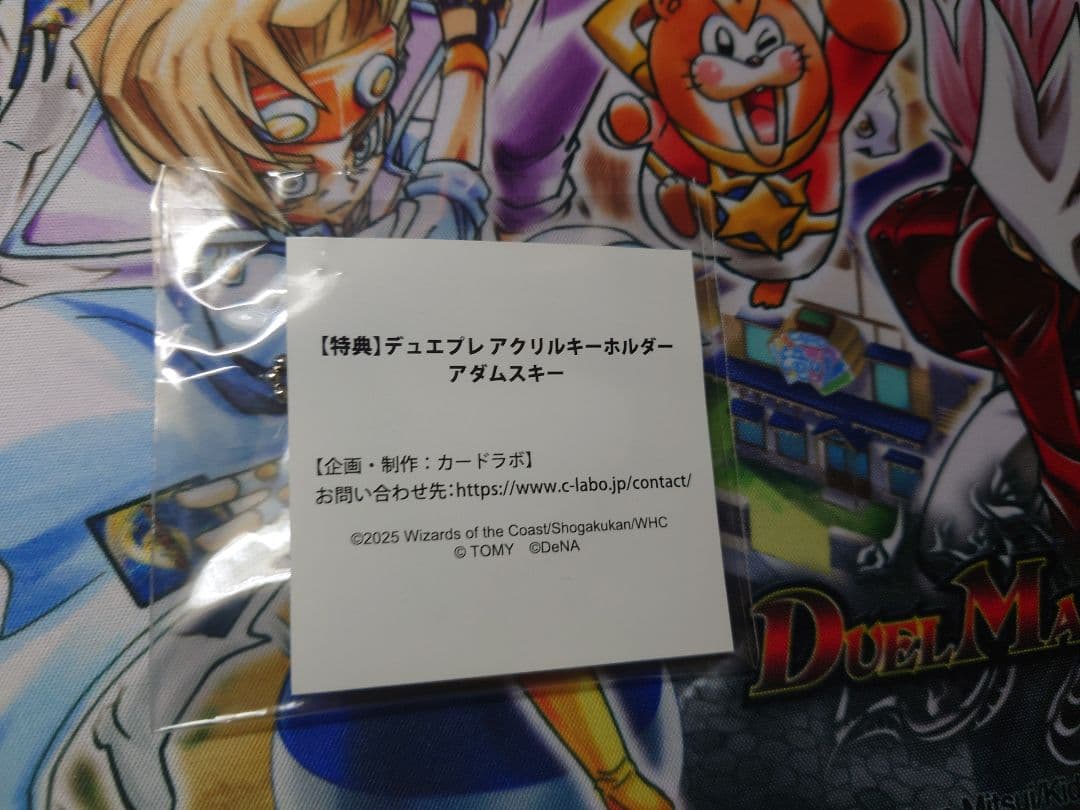 【特典】デュエプレ アクリルキーホルダー
アダムスキー
【企画・制作：カードラボ】
お問い合わせ先：https://www.c-labo.jp/contact/
©2025 Wizards of the Coast/Shogakukan/WHC
© TOMY ©DeNA
DUEL MA